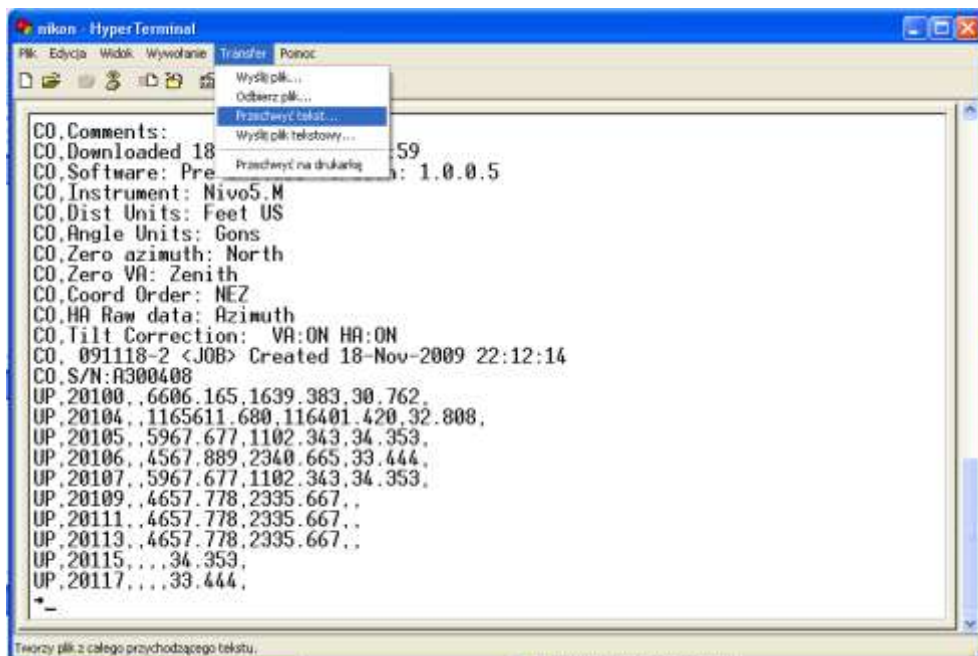 nikon - HyperTerminal
Plik Edycja Widok Wywołanie Transfer Pomoc
Wyślij plik...
Odbierz plik...
Przechwyć tekst...
Wyślij plik tekstowy...
Przechwyć na drukarkę
CO,Comments:
CO,Downloaded 18 :59
CO,Software: Pre : 1.0.0.5
CO,Instrument: Nivo5.M
CO,Dist Units: Feet US
CO,Angle Units: Gons
CO,Zero azimuth: North
CO,Zero VA: Zenith
CO,Coord Order: NEZ
CO,HA Raw data: Azimuth
CO,Tilt Correction: VA:ON HA:ON
CO, 091118-2 <JOB> Created 18-Nov-2009 22:12:14
CO,S/N:A300408
UP,20100,,6606.165,1639.383,30.762,
UP,20104,,1165611.680,116401.420,32.808,
UP,20105,,5967.677,1102.343,34.353,
UP,20106,,4567.889,2340.665,33.444,
UP,20107,,5967.677,1102.343,34.353,
UP,20109,,4657.778,2335.667,,
UP,20111,,4657.778,2335.667,,
UP,20113,,4657.778,2335.667,,
UP,20115,,,,34.353,
UP,20117,,,,33.444,
Tworzy plik z całego przychodzącego tekstu.